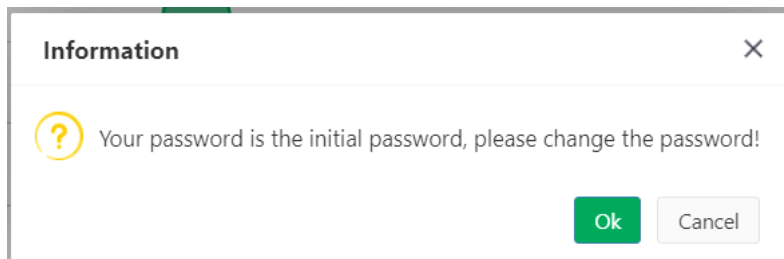 Information
Your password is the initial password, please change the password!
Ok
Cancel